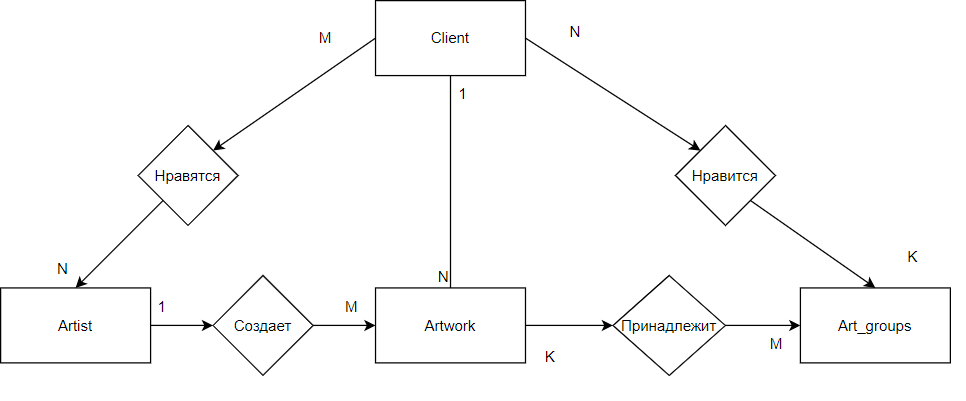 Client
M
N
1
Нравятся
Нравится
N
N
K
Artist
1
Создает
M
Artwork
K
Принадлежит
M
Art_groups